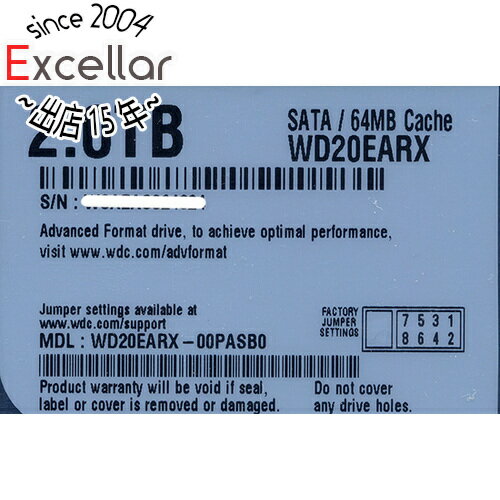 since 2004
Excellar
~出店15年~
2.0TB
SATA / 64MB Cache
WD20EARX
S/N :
Advanced Format drive, to achieve optimal performance,
visit www.wdc.com/advformat
Jumper settings available at
www.wdc.com/support
FACTORY
JUMPER
SETTINGS
7 5 3 1
8 6 4 2
MDL : WD20EARX-00PASB0
Product warranty will be void if seal,
label or cover is removed or damaged.
Do not cover
any drive holes.